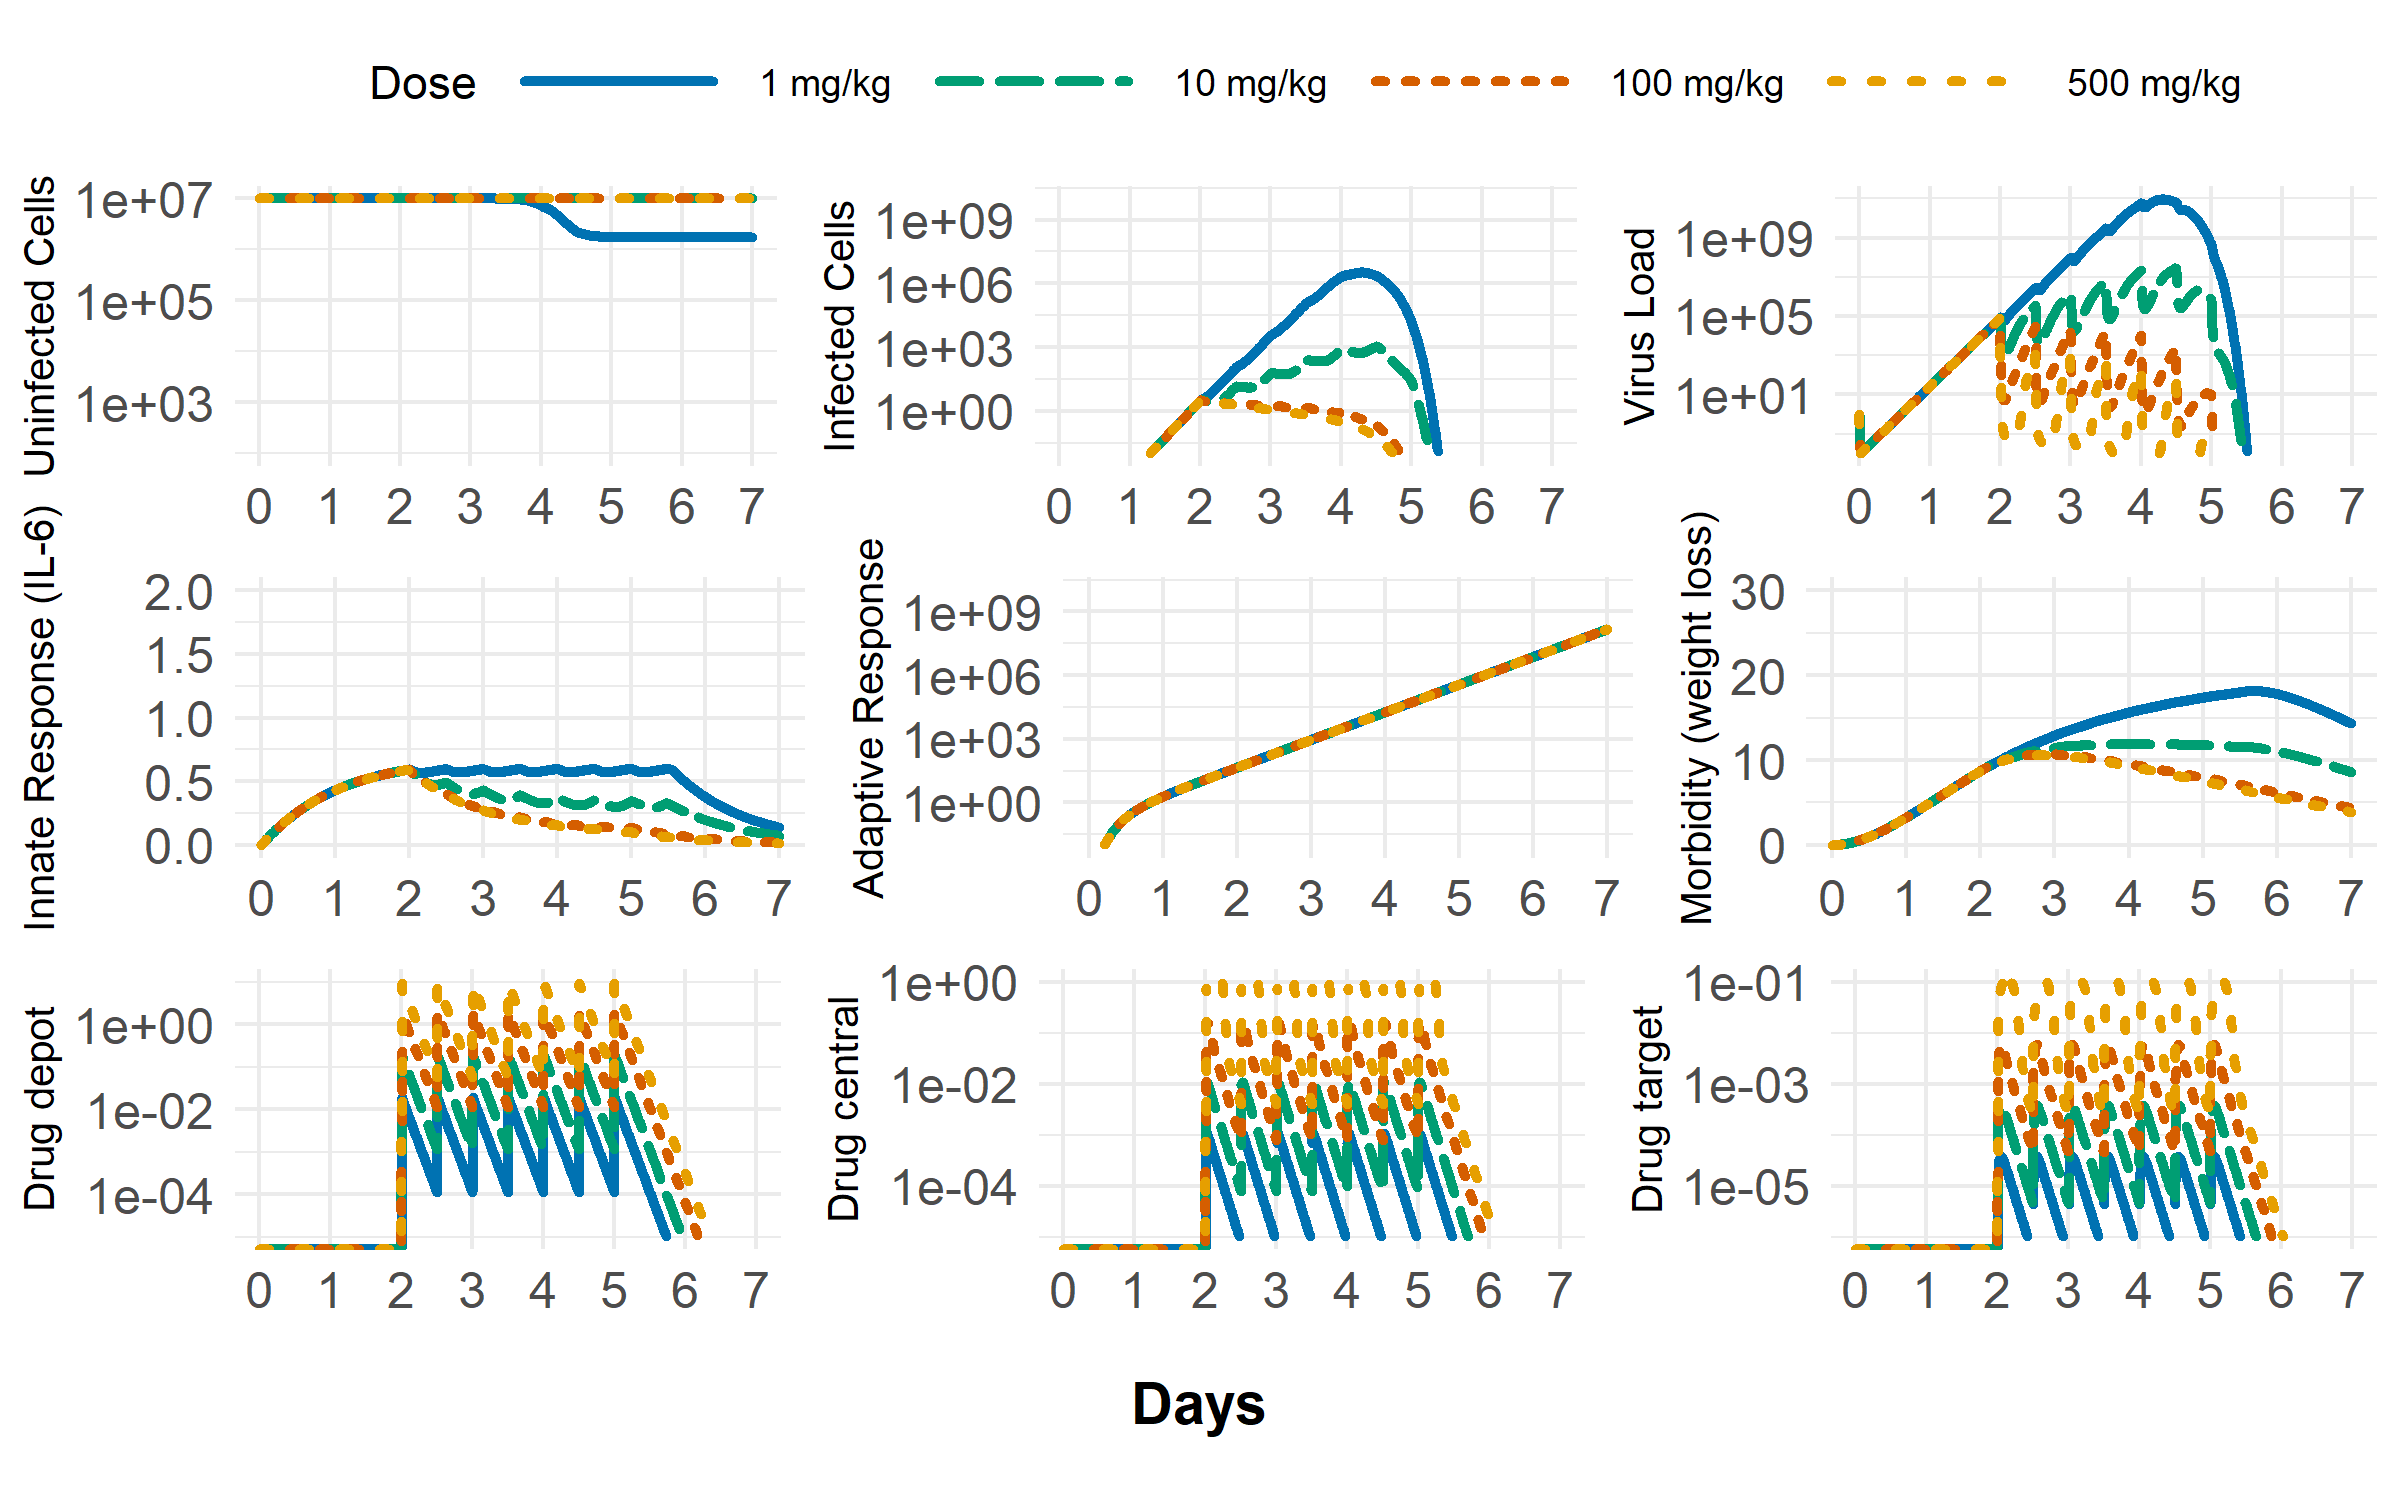 Dose 1 mg/kg 10 mg/kg 100 mg/kg 500 mg/kg
Uninfected Cells
1e+07
1e+05
1e+03
0 1 2 3 4 5 6 7
Infected Cells
1e+09
1e+06
1e+03
1e+00
0 1 2 3 4 5 6 7
Virus Load
1e+09
1e+05
1e+01
0 1 2 3 4 5 6 7
Innate Response (IL-6)
2.0
1.5
1.0
0.5
0.0
0 1 2 3 4 5 6 7
Adaptive Response
1e+09
1e+06
1e+03
1e+00
0 1 2 3 4 5 6 7
Morbidity (weight loss)
30
20
10
0
0 1 2 3 4 5 6 7
Drug depot
1e+00
1e-02
1e-04
0 1 2 3 4 5 6 7
Drug central
1e+00
1e-02
1e-04
0 1 2 3 4 5 6 7
Drug target
1e-01
1e-03
1e-05
0 1 2 3 4 5 6 7
Days